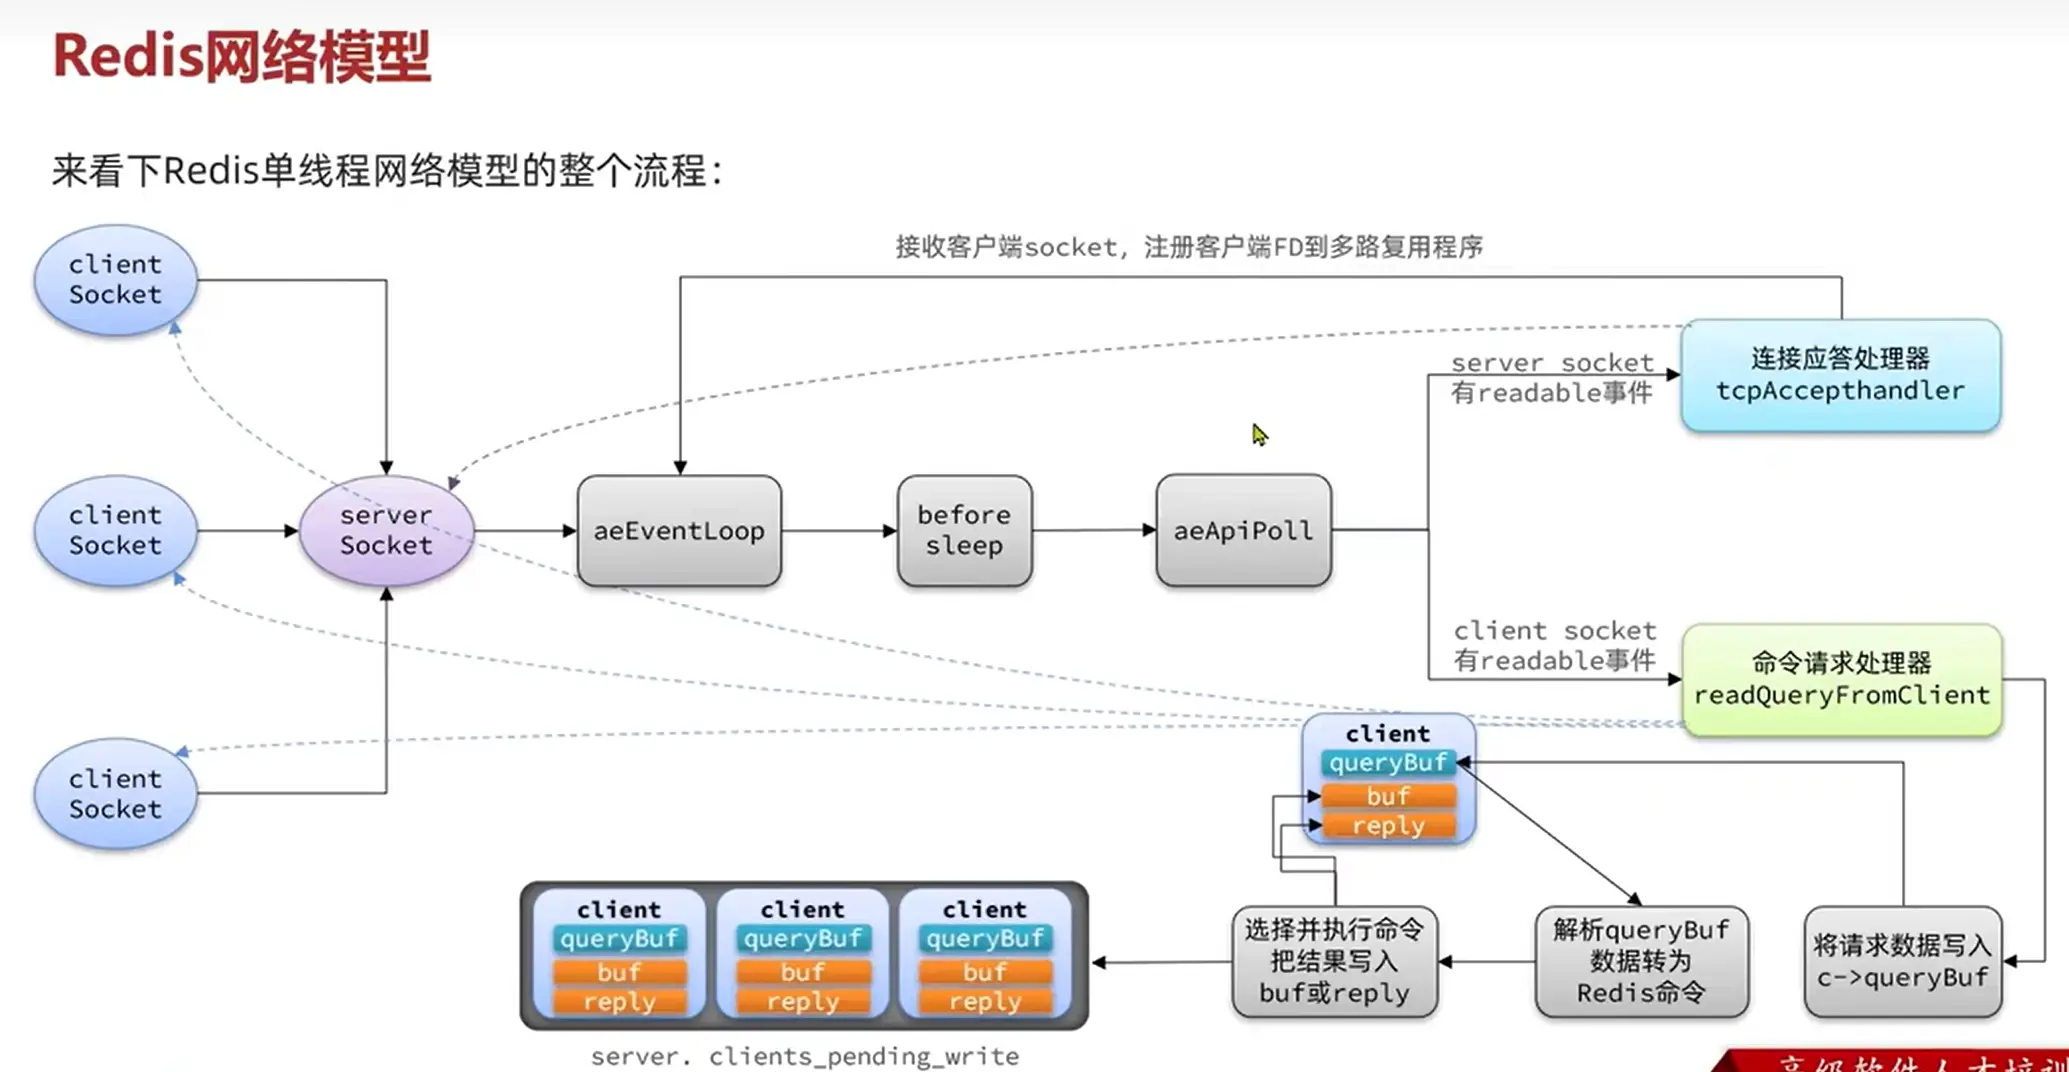 Redis网络模型
来看下Redis单线程网络模型的整个流程：
接收客户端socket，注册客户端FD到多路复用程序
client
Socket
server socket
有readable事件
连接应答处理器
tcpAccepthandler
client
Socket
server
Socket
aeEventLoop
before
sleep
aeApiPoll
client socket
有readable事件
命令请求处理器
readQueryFromClient
client
Socket
client
queryBuf
buf
reply
client
queryBuf
buf
reply
client
queryBuf
buf
reply
client
queryBuf
buf
reply
选择并执行命令
把结果写入
buf或reply
解析queryBuf
数据转为
Redis命令
将请求数据写入
c->queryBuf
server. clients_pending_write
高级软件人才培训